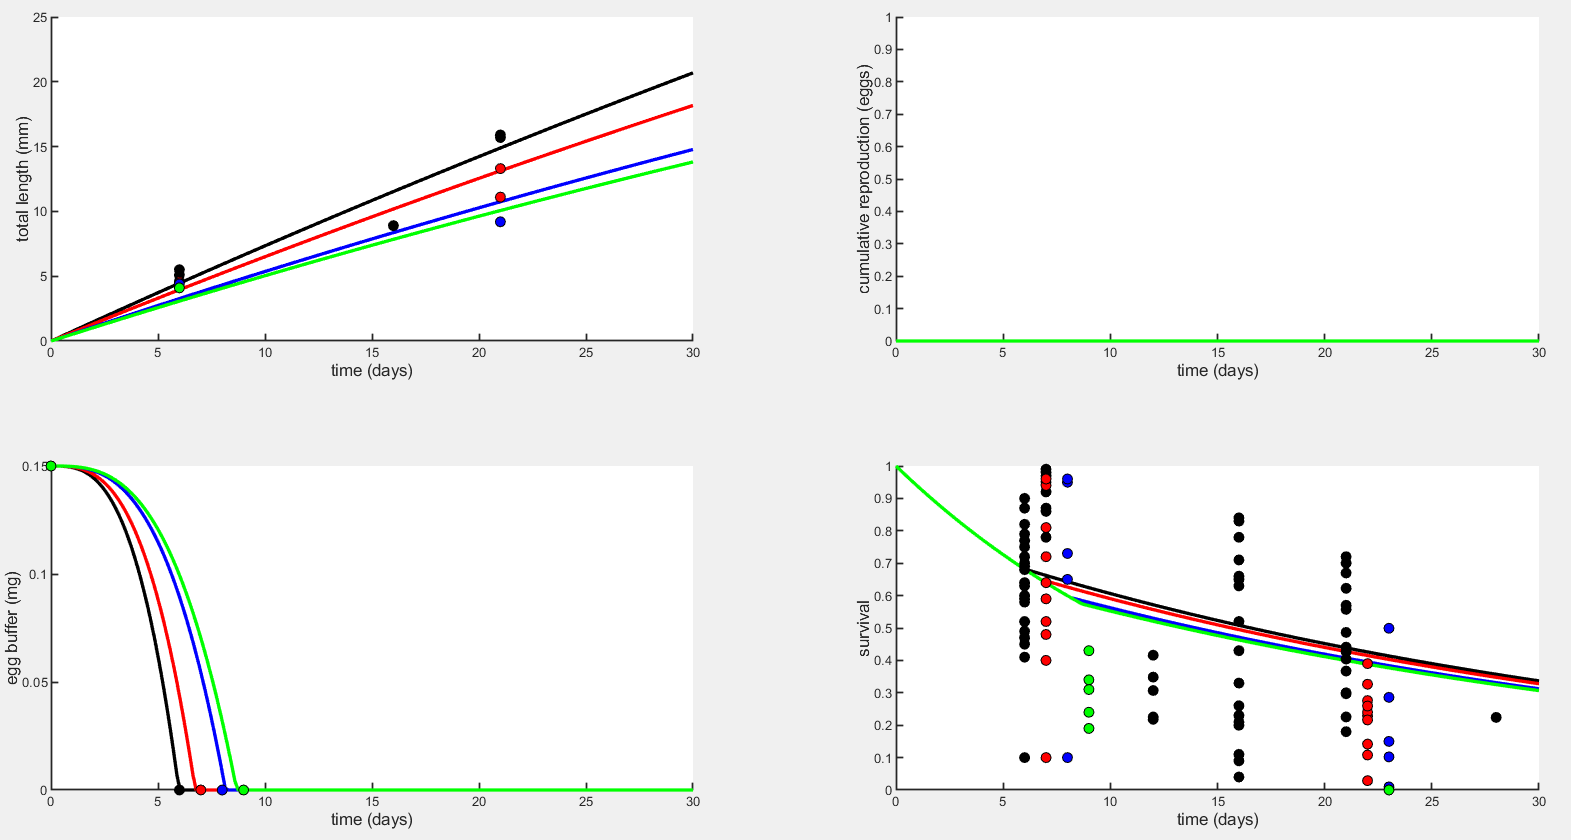 25
20
15
10
5
0
total length (mm)
0 5 10 15 20 25 30
time (days)
1
0.9
0.8
0.7
0.6
0.5
0.4
0.3
0.2
0.1
0
cumulative reproduction (eggs)
0 5 10 15 20 25 30
time (days)
0.15
0.1
0.05
0
egg buffer (mg)
0 5 10 15 20 25 30
time (days)
1
0.9
0.8
0.7
0.6
0.5
0.4
0.3
0.2
0.1
0
survival
0 5 10 15 20 25 30
time (days)